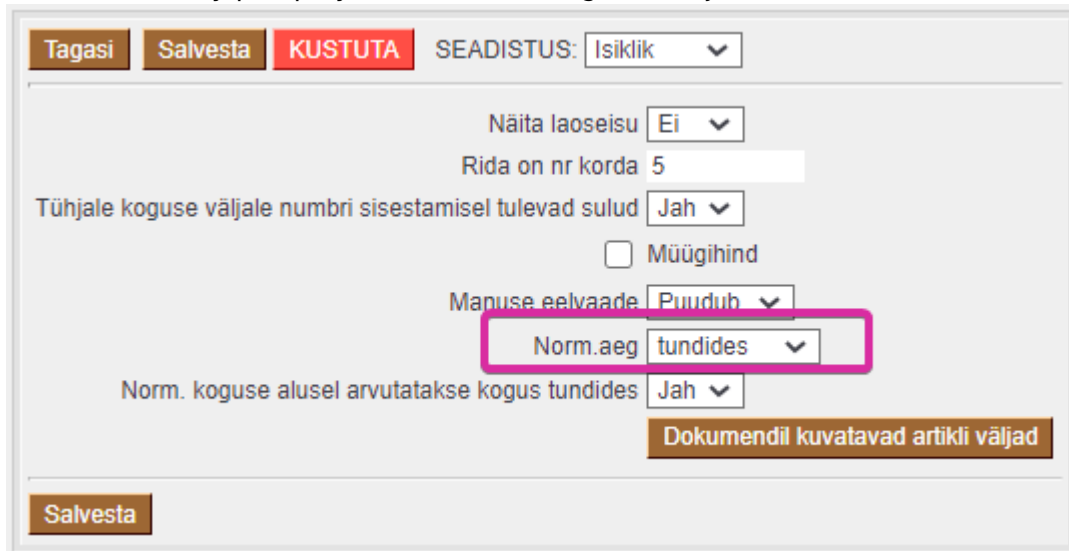 Tagasi Salvesta KUSTUTA SEADISTUS: Isiklik
Näita laoseisu Ei
Rida on nr korda 5
Tühjale koguse väljale numbri sisestamisel tulevad sulud Jah
Müügihind
Manuse eelvaade Puudub
Norm.aeg tundides
Norm. koguse alusel arvutatakse kogus tundides Jah
Dokumendil kuvatavad artikli väljad
Salvesta